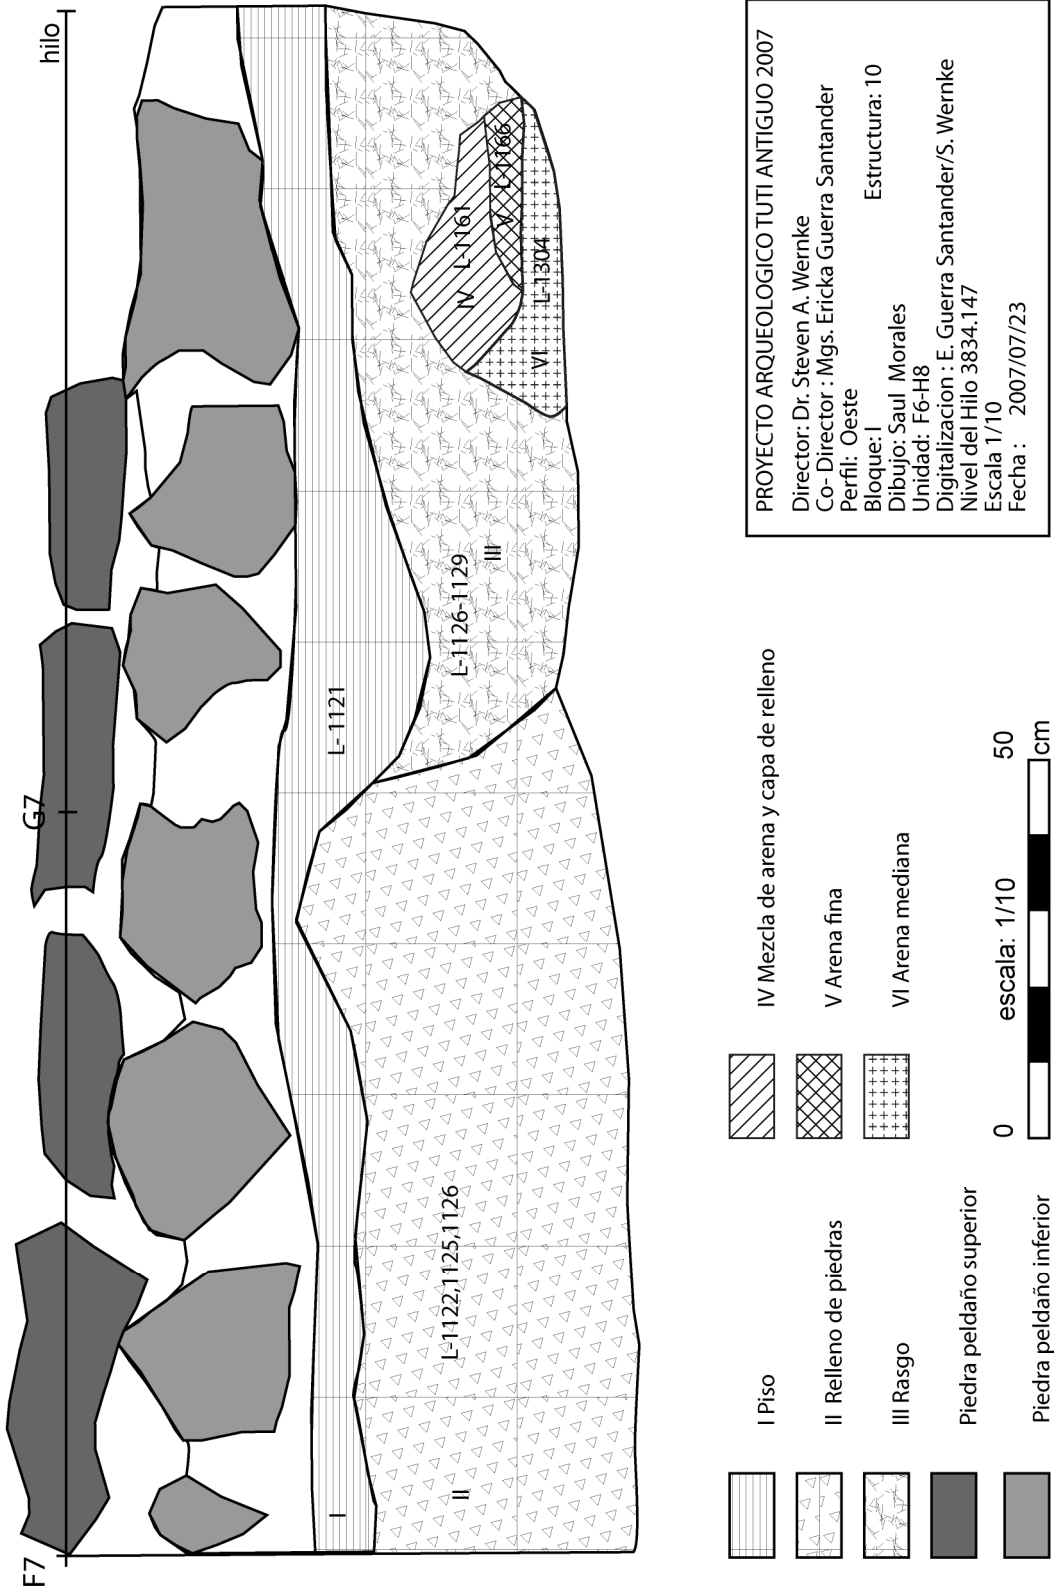 F7
G7
hilo
I
L- 1121
II
L-1122,1125,1126
L-1126-1129
III
IV L-1161
V L-1166
VI L-1304
I Piso
II Relleno de piedras
III Rasgo
Piedra peldaño superior
Piedra peldaño inferior
IV Mezcla de arena y capa de relleno
V Arena fina
VI Arena mediana
0 escala: 1/10 50
cm
PROYECTO ARQUEOLOGICO TUTI ANTIGUO 2007
Director: Dr. Steven A. Wernke
Co- Director : Mgs. Ericka Guerra Santander
Perfil: Oeste
Bloque: I Estructura: 10
Dibujo: Saul Morales
Unidad: F6-H8
Digitalizacion : E. Guerra Santander/S. Wernke
Nivel del Hilo 3834.147
Escala 1/10
Fecha : 2007/07/23